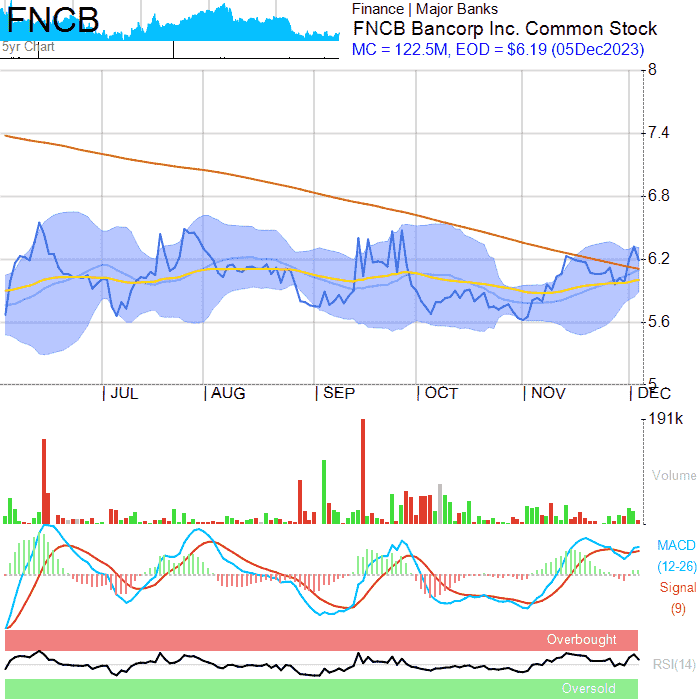 FNCB
5yr Chart
Finance | Major Banks
FNCB Bancorp Inc. Common Stock
MC = 122.5M, EOD = $6.19 (05Dec2023)
8
7.4
6.8
6.2
5.6
5
| JUL | AUG | SEP | OCT | NOV | DEC
191k
Volume
MACD
(12-26)
Signal
(9)
Overbought
RSI(14)
Oversold